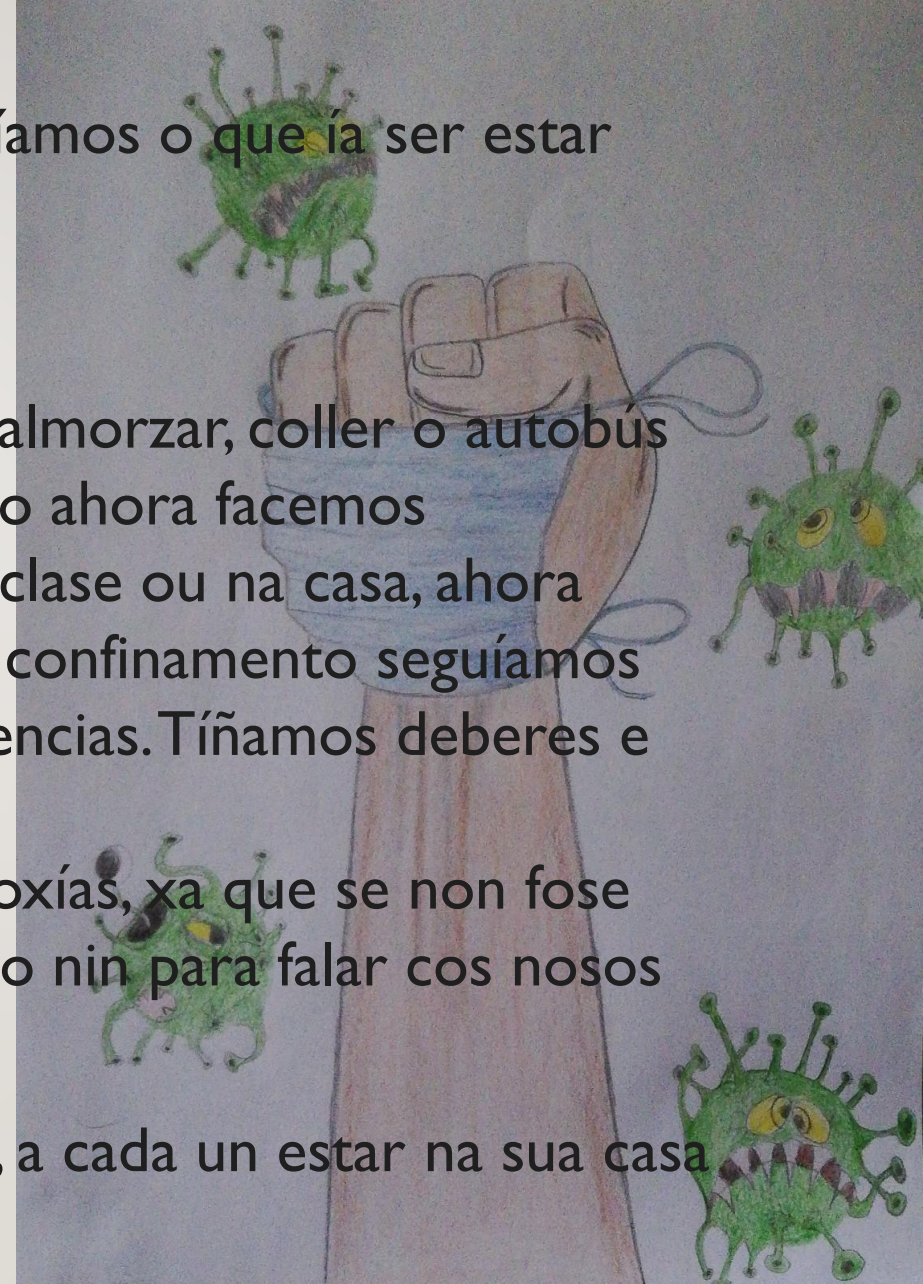 íamos o que ía ser estar
almorzar, coller o autobús
o ahora facemos
clase ou na casa, ahora
confinamento seguíamos
encias. Tíñamos deberes e
oxías, xa que se non fose
o nin para falar cos nosos
, a cada un estar na sua casa